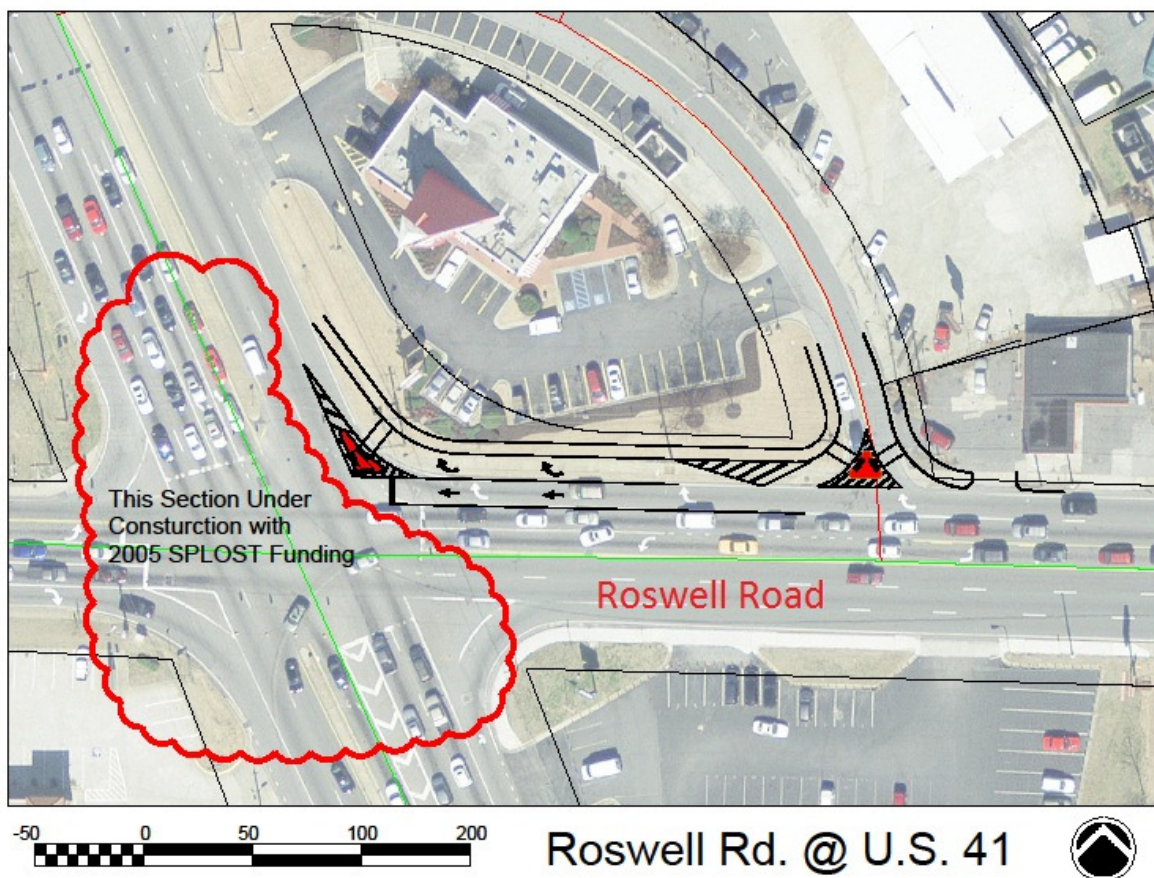 This Section Under
Consturction with
2005 SPLOST Funding
Roswell Road
-50 0 50 100 200
Roswell Rd. @ U.S. 41